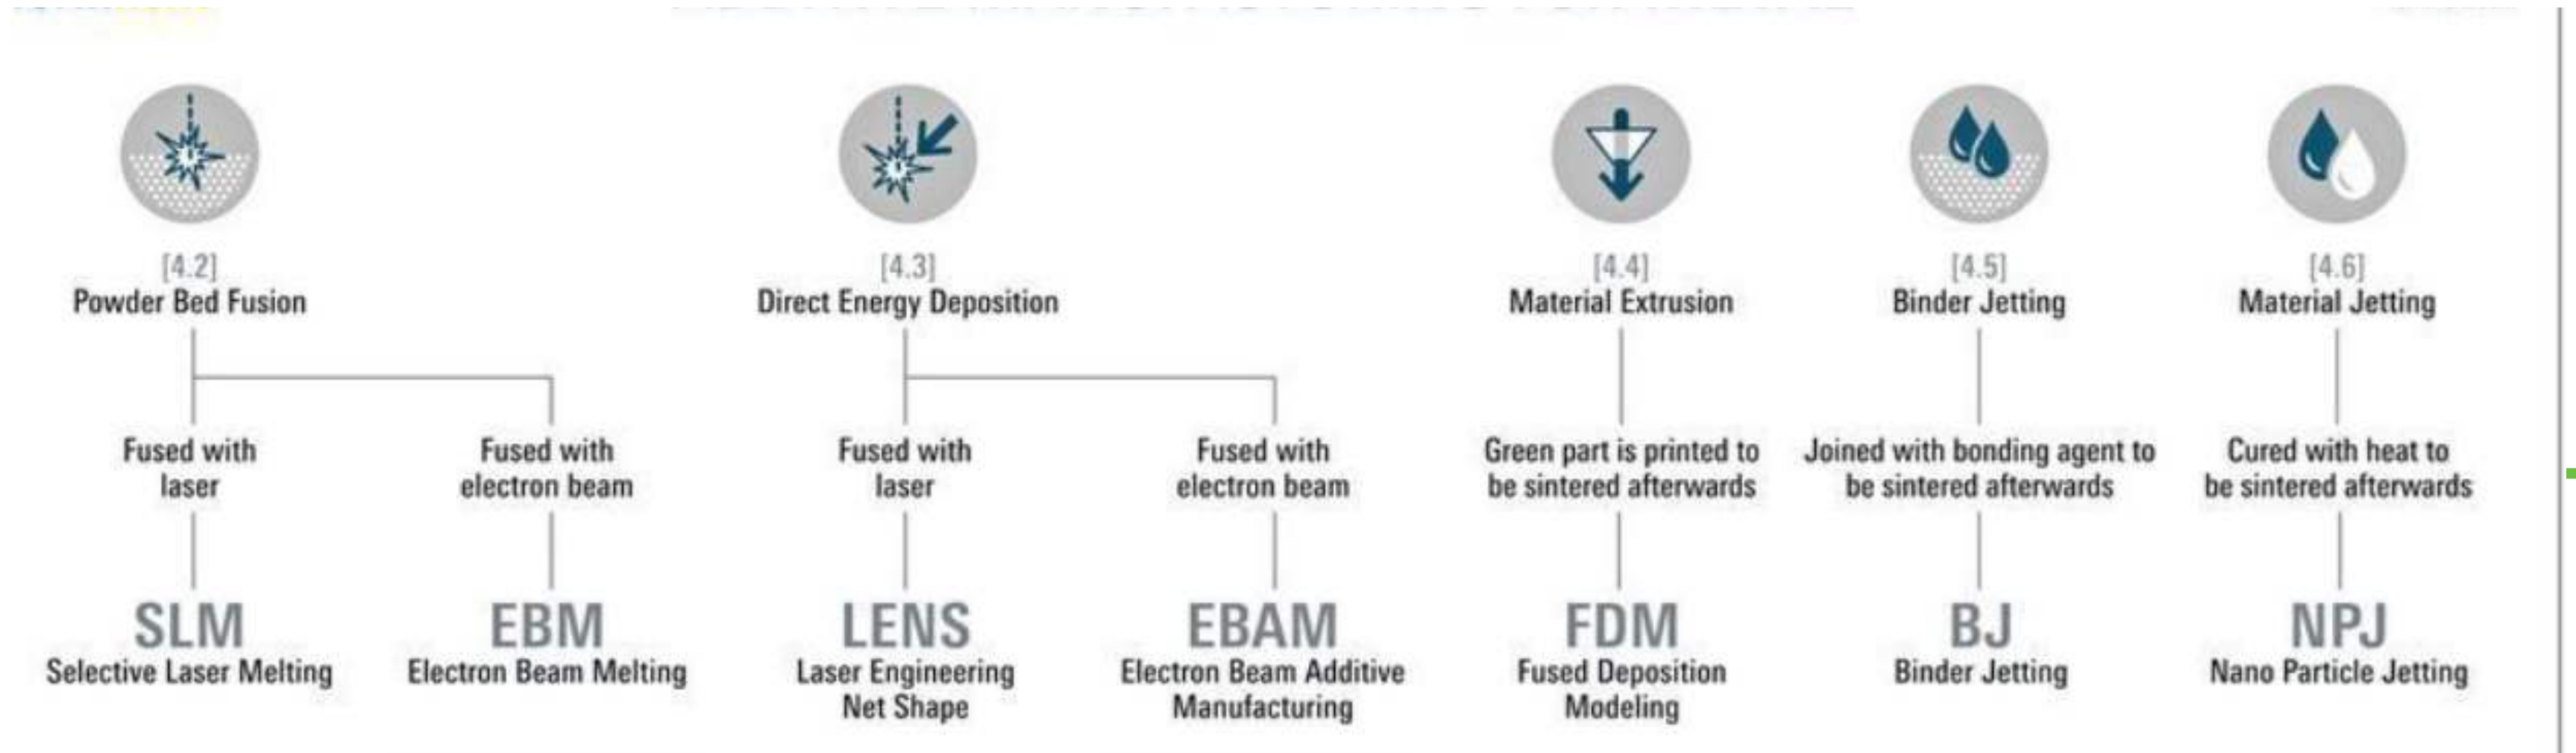 [4.2]
Powder Bed Fusion
Fused with
laser
SLM
Selective Laser Melting
Fused with
electron beam
EBM
Electron Beam Melting
[4.3]
Direct Energy Deposition
Fused with
laser
LENS
Laser Engineering
Net Shape
Fused with
electron beam
EBAM
Electron Beam Additive
Manufacturing
[4.4]
Material Extrusion
Green part is printed to
be sintered afterwards
FDM
Fused Deposition
Modeling
[4.5]
Binder Jetting
Joined with bonding agent to
be sintered afterwards
BJ
Binder Jetting
[4.6]
Material Jetting
Cured with heat to
be sintered afterwards
NPJ
Nano Particle Jetting